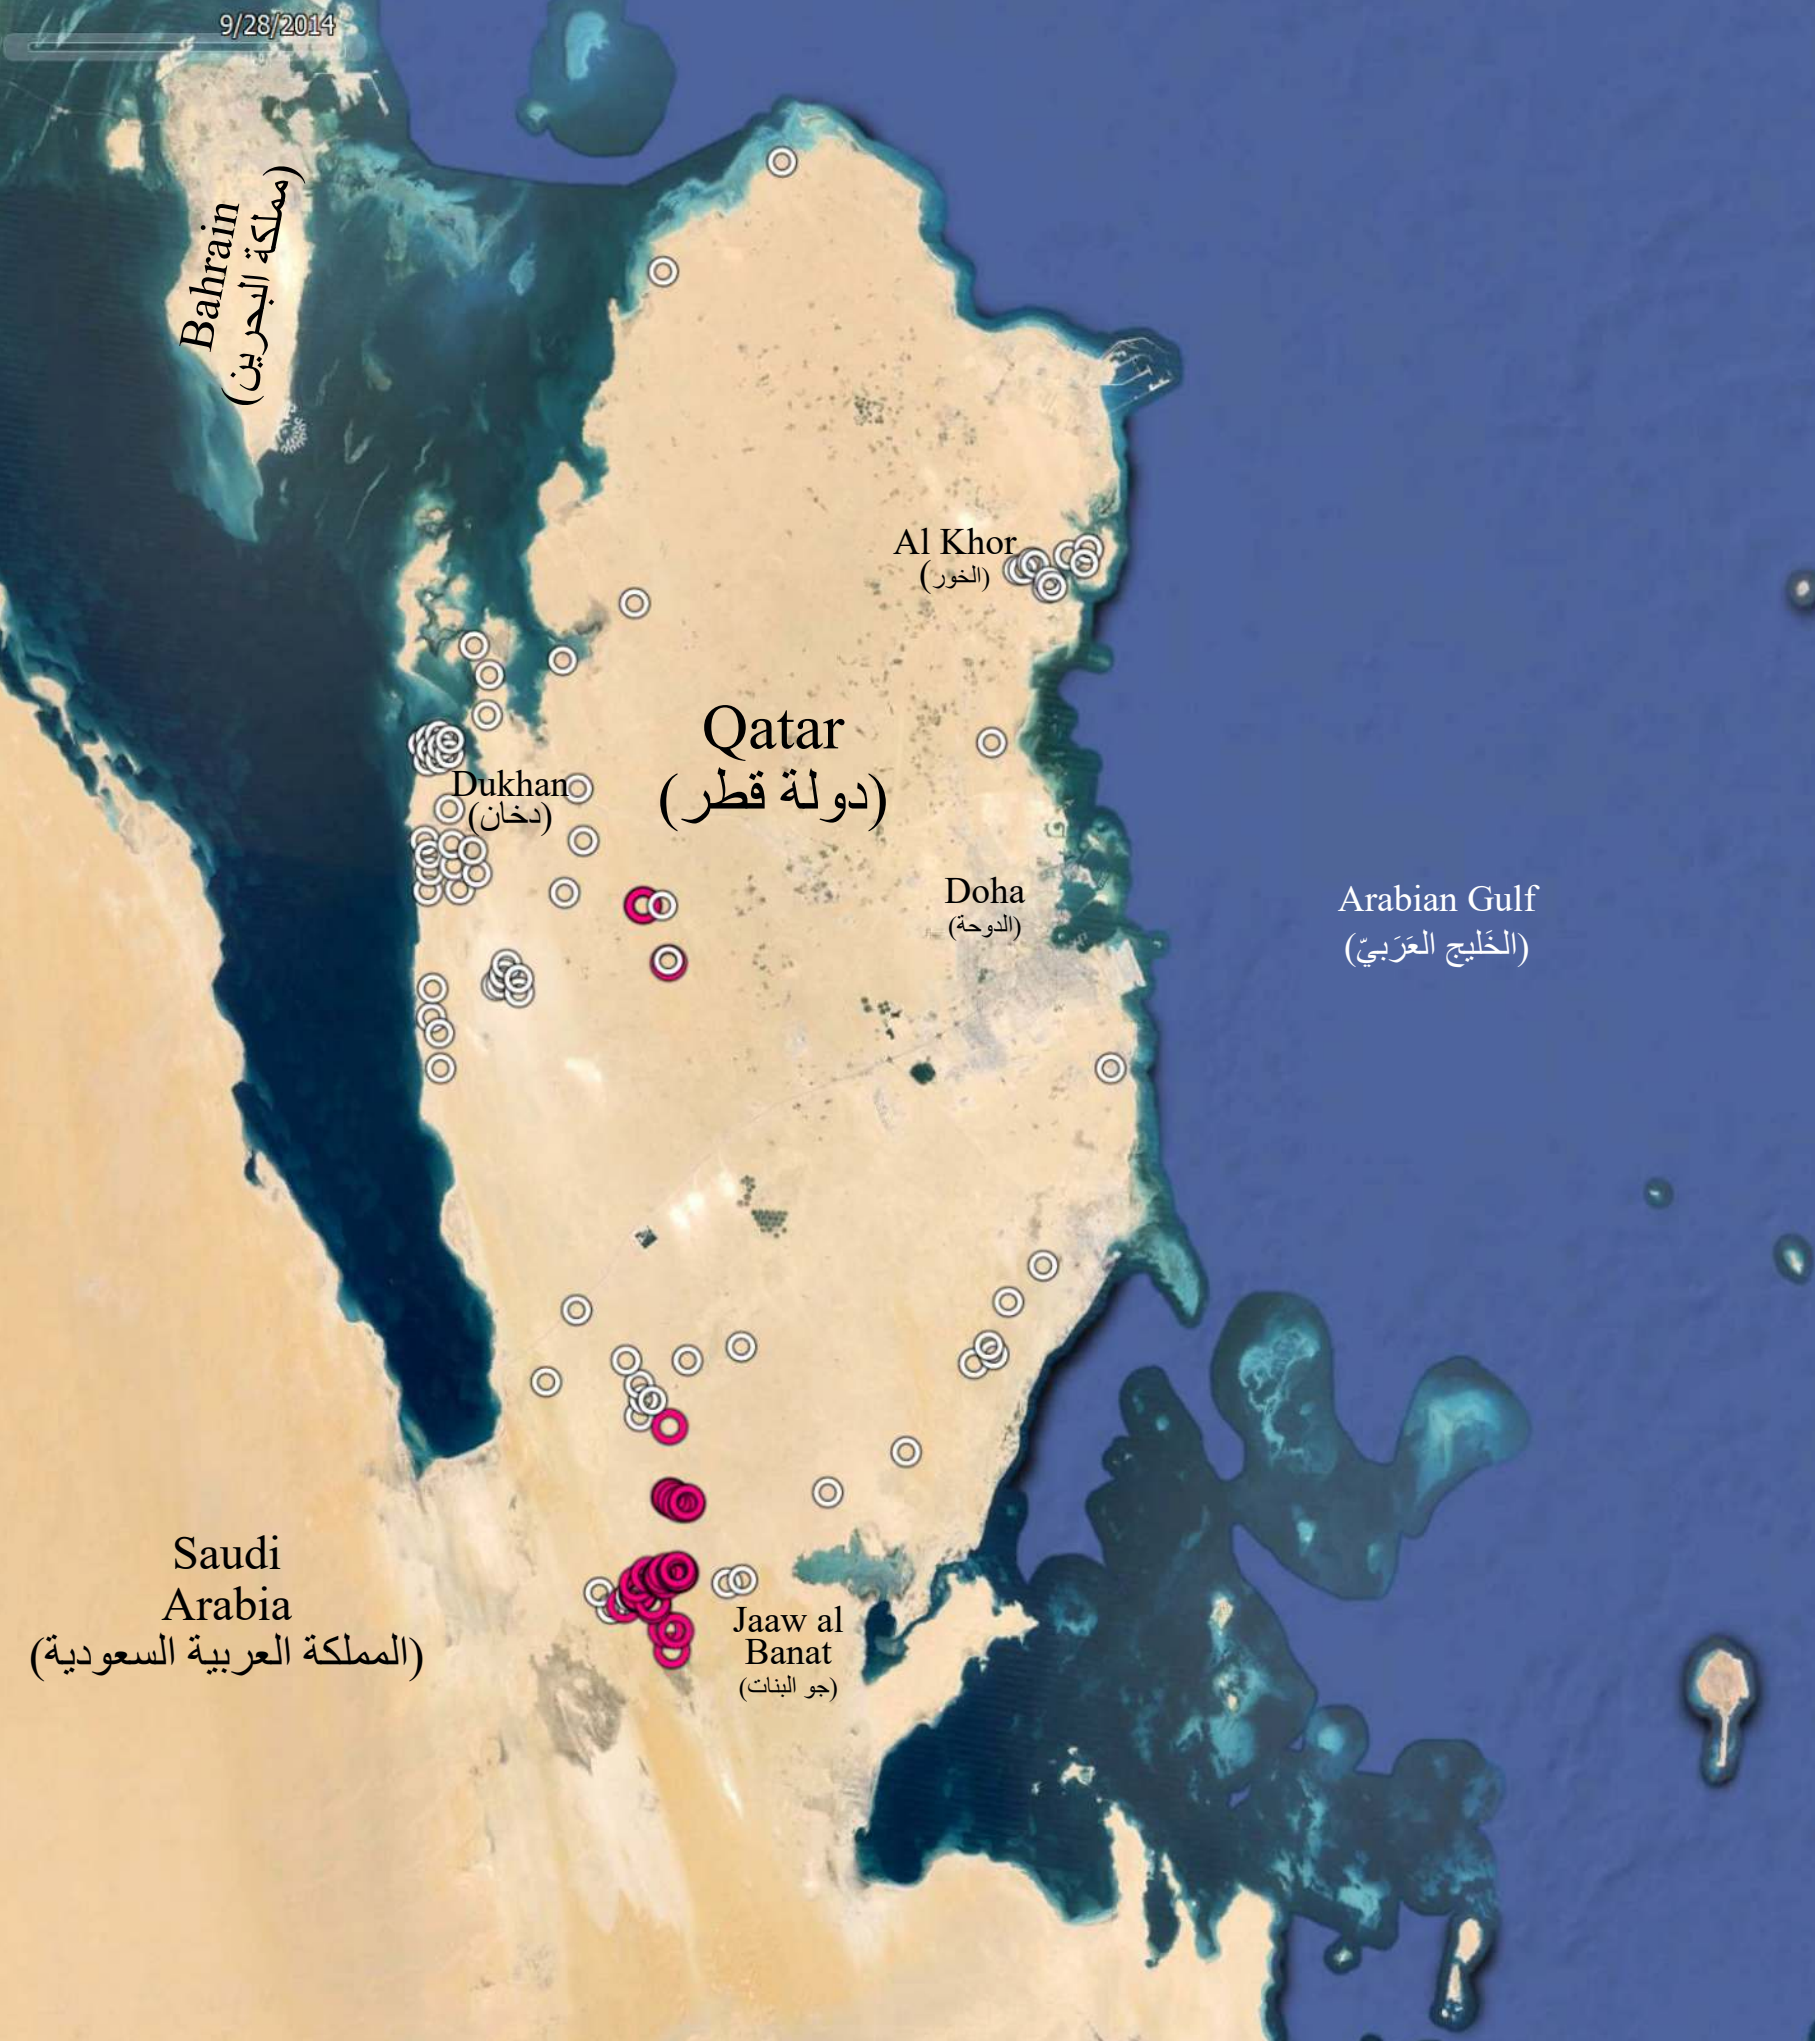 9/28/2014
Bahrain
(مملكة البحرين)
Al Khor
(الخور)
Qatar
(دولة قطر)
Dukhan
(دخان)
Doha
(الدوحة)
Arabian Gulf
(الخَليج العَرَبيّ)
Saudi
Arabia
(المملكة العربية السعودية)
Jaaw al
Banat
(جو البنات)